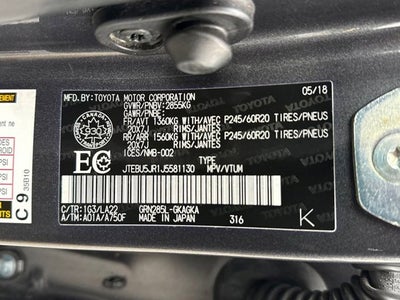 MFD.BY: TOYOTA MOTOR CORPORATION 05/18
GVWR/PNBV: 2855KG
GAWR/PNBE:
FR/AVT 1360KG WITH/AVEC P245/60R20 TIRES/PNEUS
20X7J RIMS/JANTES
RR/ARR 1560KG WITH/AVEC P245/60R20 TIRES/PNEUS
20X7J RIMS/JANTES
ICES/NMB-002
EC
TYPE
JTEBU5JR1J5581130 MPV/VTUM
C/TR: 1G3/LA22 GRN285L-GKAGKA
A/TM: A01A/A750F MADE IN JAPAN 316
K
C 9